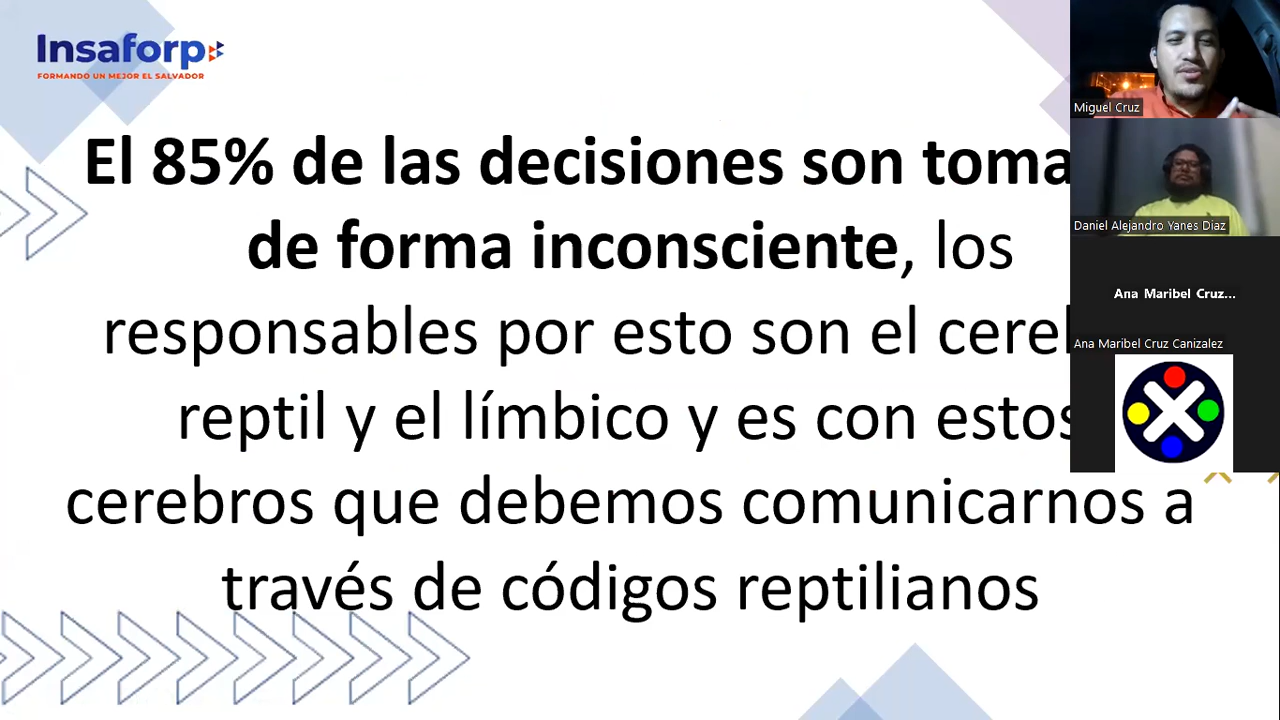 Insaforp
FORMANDO UN MEJOR EL SALVADOR
El 85% de las decisiones son toma
de forma inconsciente, los
responsables por esto son el cereb
reptil y el límbico y es con estos
cerebros que debemos comunicarnos a
través de códigos reptilianos
Miguel Cruz
Daniel Alejandro Yanes Diaz
Ana Maribel Cruz...
Ana Maribel Cruz Canizalez